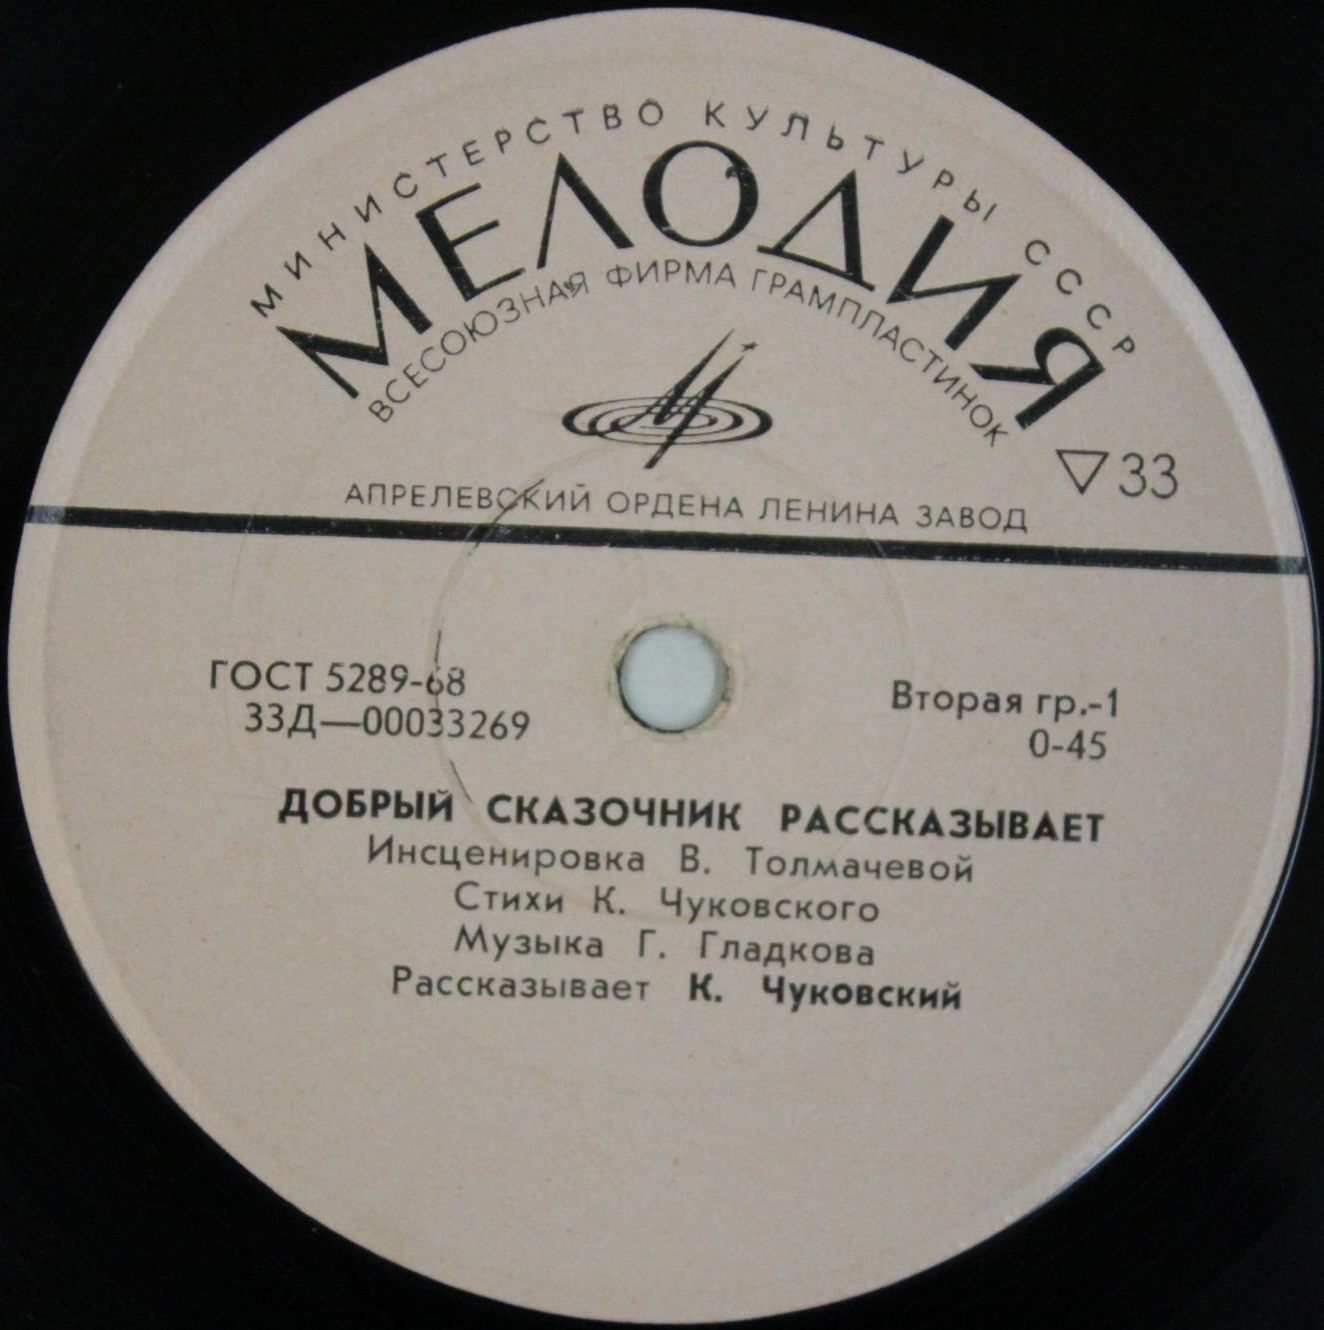 МИНИСТЕРСТВО КУЛЬТУРЫ СССР
МЕЛОДИЯ
ВСЕСОЮЗНАЯ ФИРМА ГРАМПЛАСТИНОК
33
АПРЕЛЕВСКИЙ ОРДЕНА ЛЕНИНА ЗАВОД
ГОСТ 5289-68
33Д—00033269
Вторая гр.-1
0-45
ДОБРЫЙ СКАЗОЧНИК РАССКАЗЫВАЕТ
Инсценировка В. Толмачевой
Стихи К. Чуковского
Музыка Г. Гладкова
Рассказывает К. Чуковский